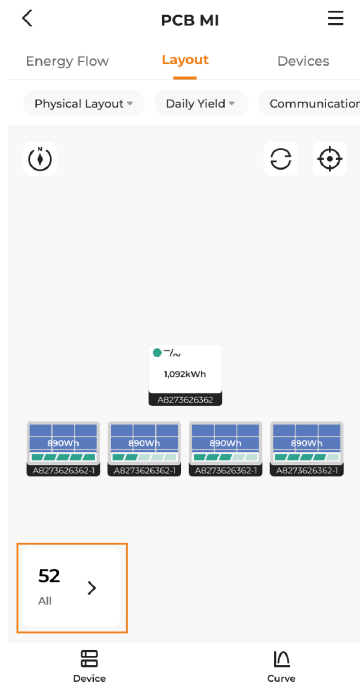 PCB MI
Energy Flow Layout Devices
Physical Layout Daily Yield Communication
N
1,092kWh
A8273626362
890Wh 890Wh 890Wh 890Wh
A8273626362-1 A8273626362-1 A8273626362-1 A8273626362-1
52
All
Device Curve